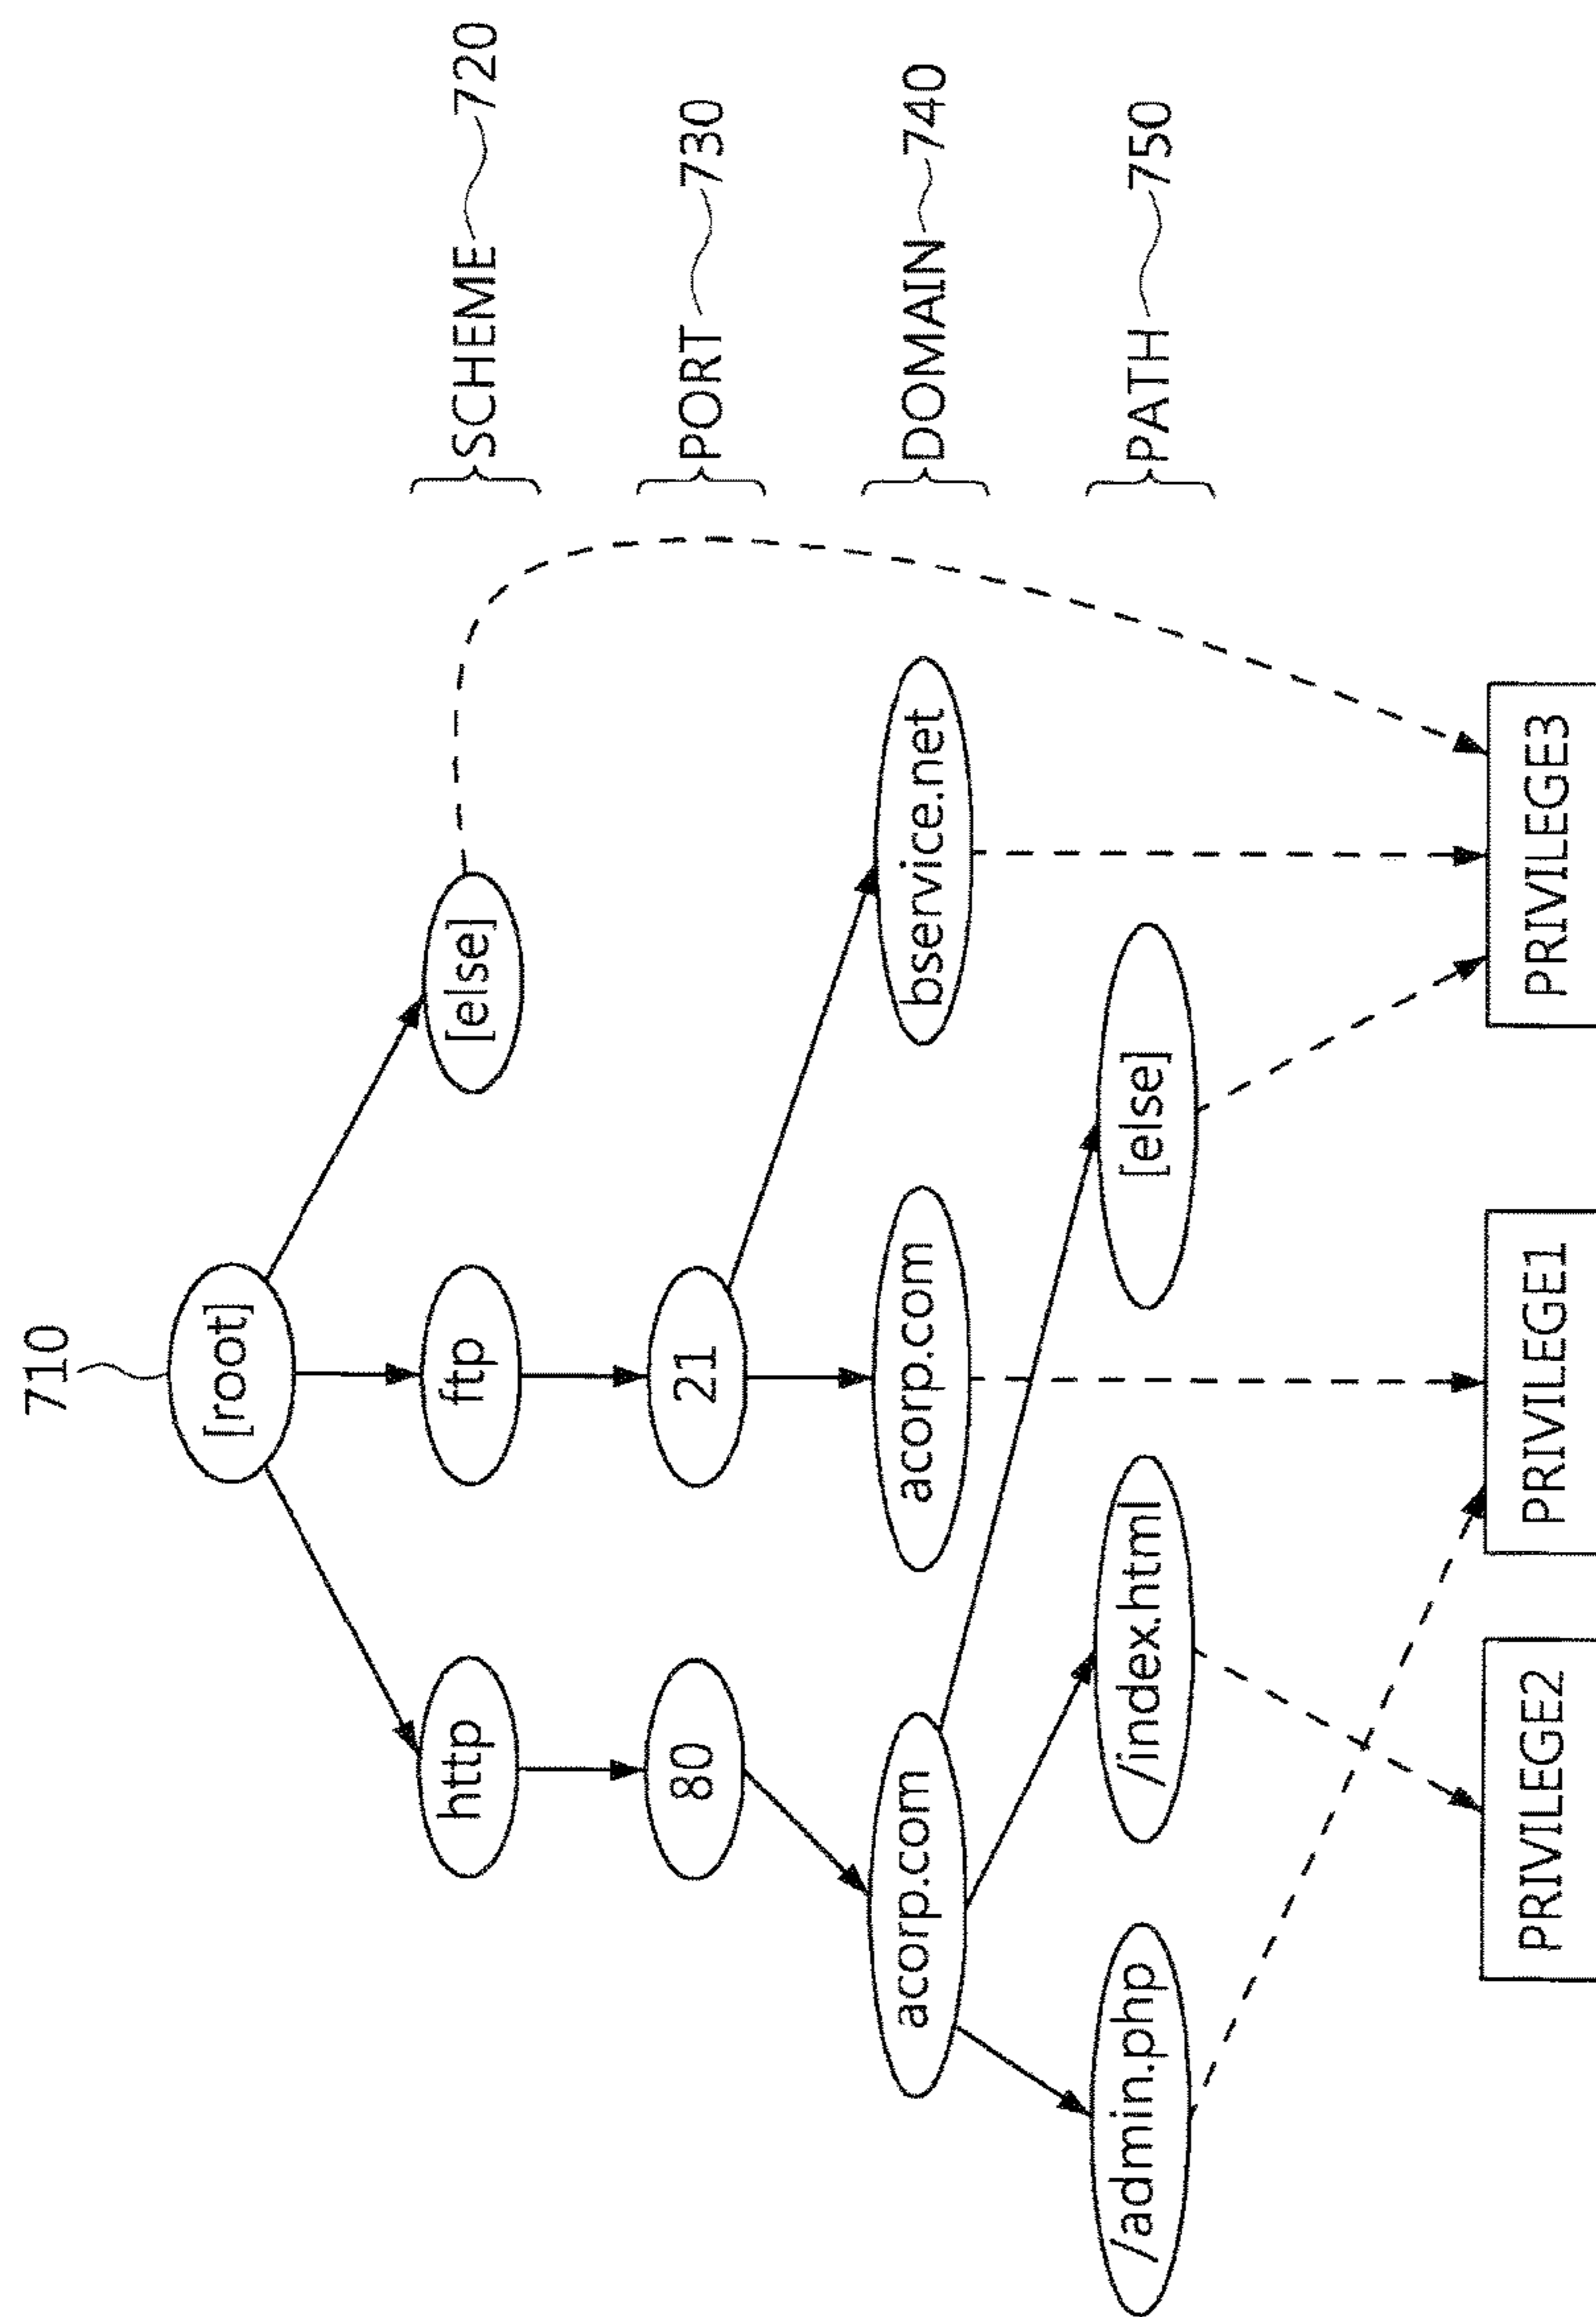 710
[root]
http
ftp
[else]
SCHEME 720
80
21
PORT 730
acorp.com
acorp.com
bservice.net
DOMAIN 740
/admin.php
/index.html
[else]
PATH 750
PRIVILEGE2
PRIVILEGE1
PRIVILEGE3